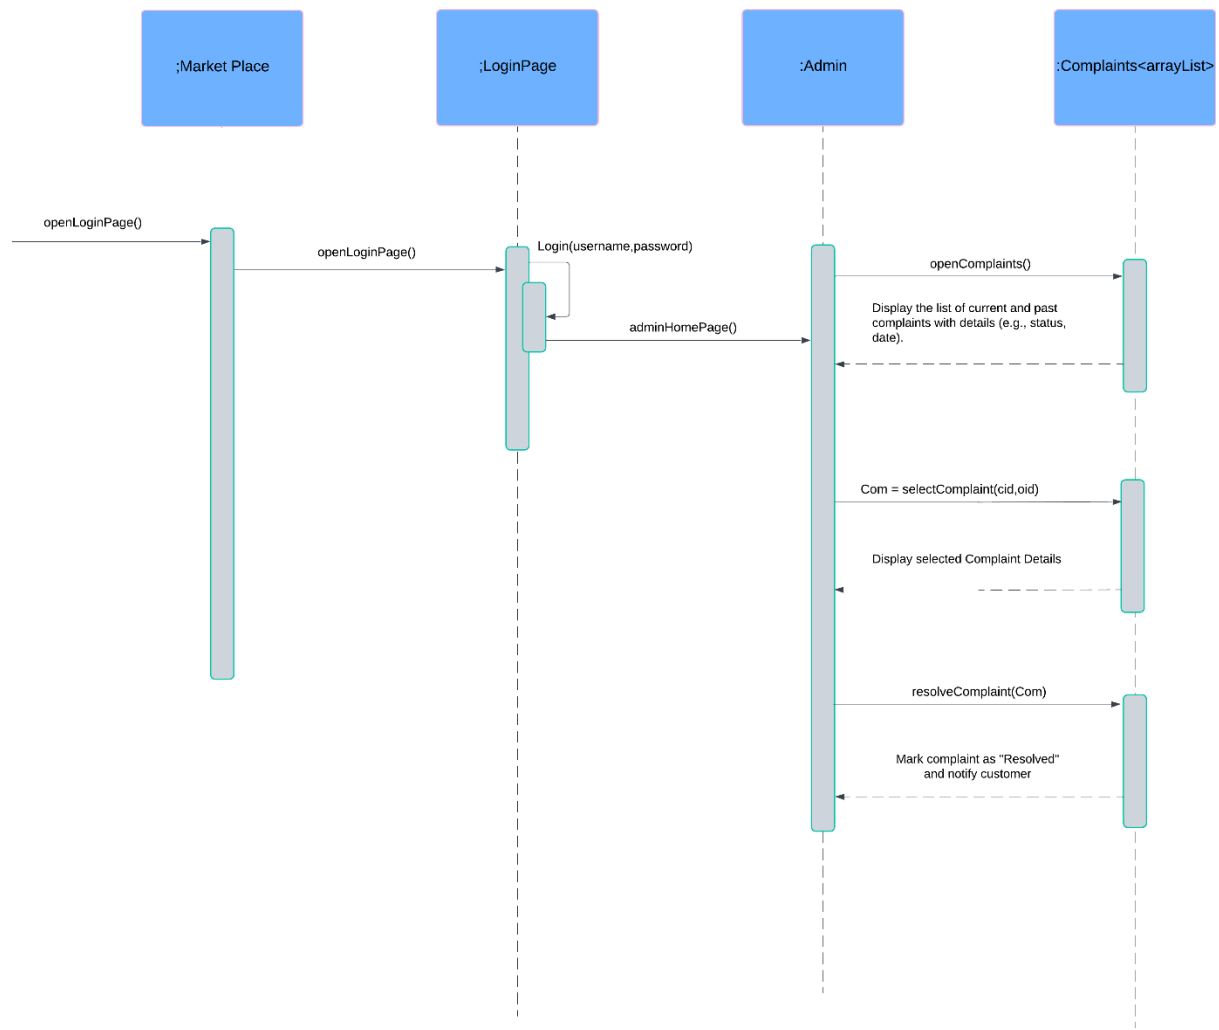 ;Market Place
;LoginPage
:Admin
:Complaints<arrayList>
openLoginPage()
openLoginPage()
Login(username,password)
adminHomePage()
openComplaints()
Display the list of current and past
complaints with details (e.g., status,
date).
Com = selectComplaint(cid,oid)
Display selected Complaint Details
resolveComplaint(Com)
Mark complaint as "Resolved"
and notify customer